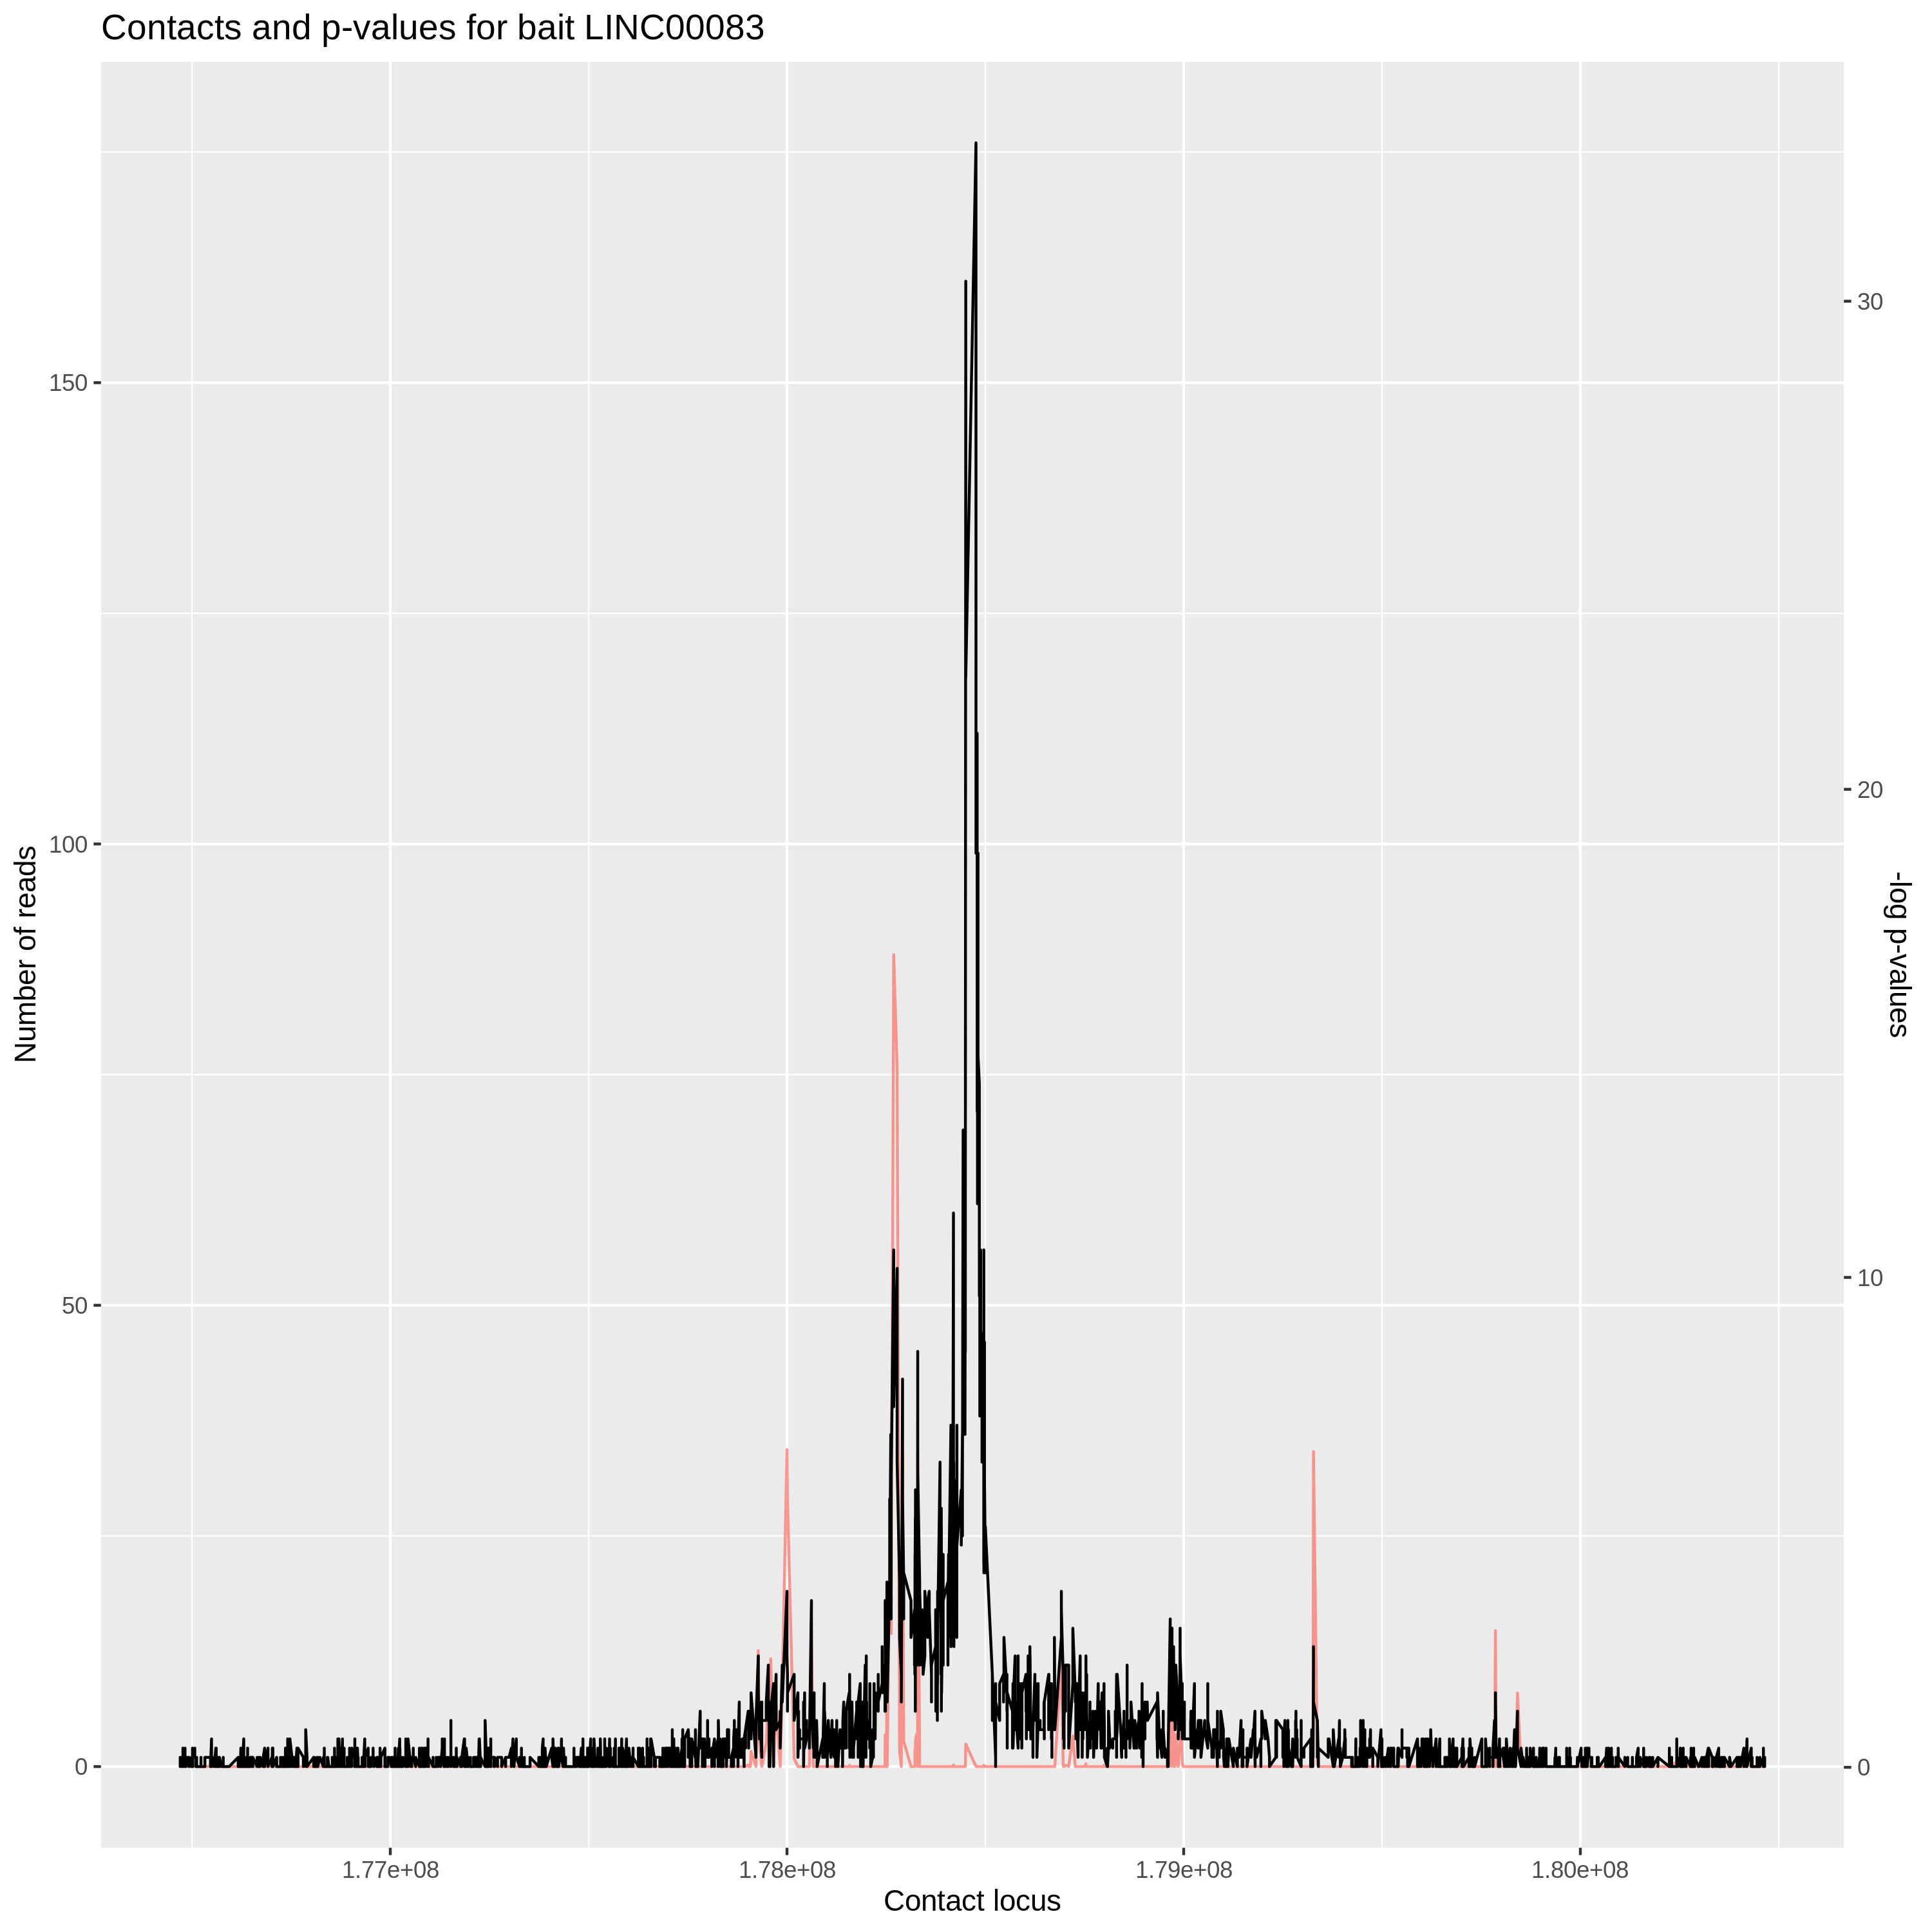 Contacts and p-values for bait LINC00083
150
100
50
0
Number of reads
30
20
10
0
-log p-values
1.77e+08
1.78e+08
1.79e+08
1.80e+08
Contact locus